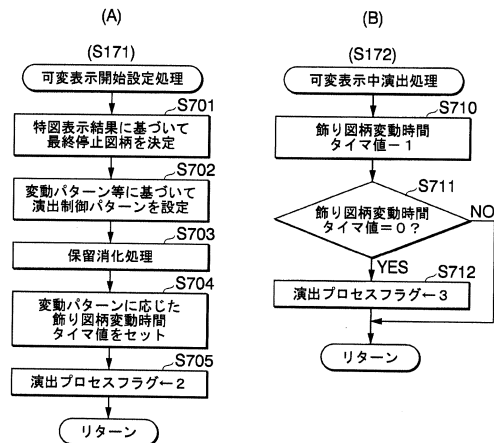 (A)
(S171)
可変表示開始設定処理
S701
特図表示結果に基づいて
最終停止図柄を決定
S702
変動パターン等に基づいて
演出制御パターンを設定
S703
保留消化処理
S704
変動パターンに応じた
飾り図柄変動時間
タイマ値をセット
S705
演出プロセスフラグ←2
リターン
(B)
(S172)
可変表示中演出処理
S710
飾り図柄変動時間
タイマ値-1
S711
飾り図柄変動時間
タイマ値=0?
NO
YES
S712
演出プロセスフラグ←3
リターン